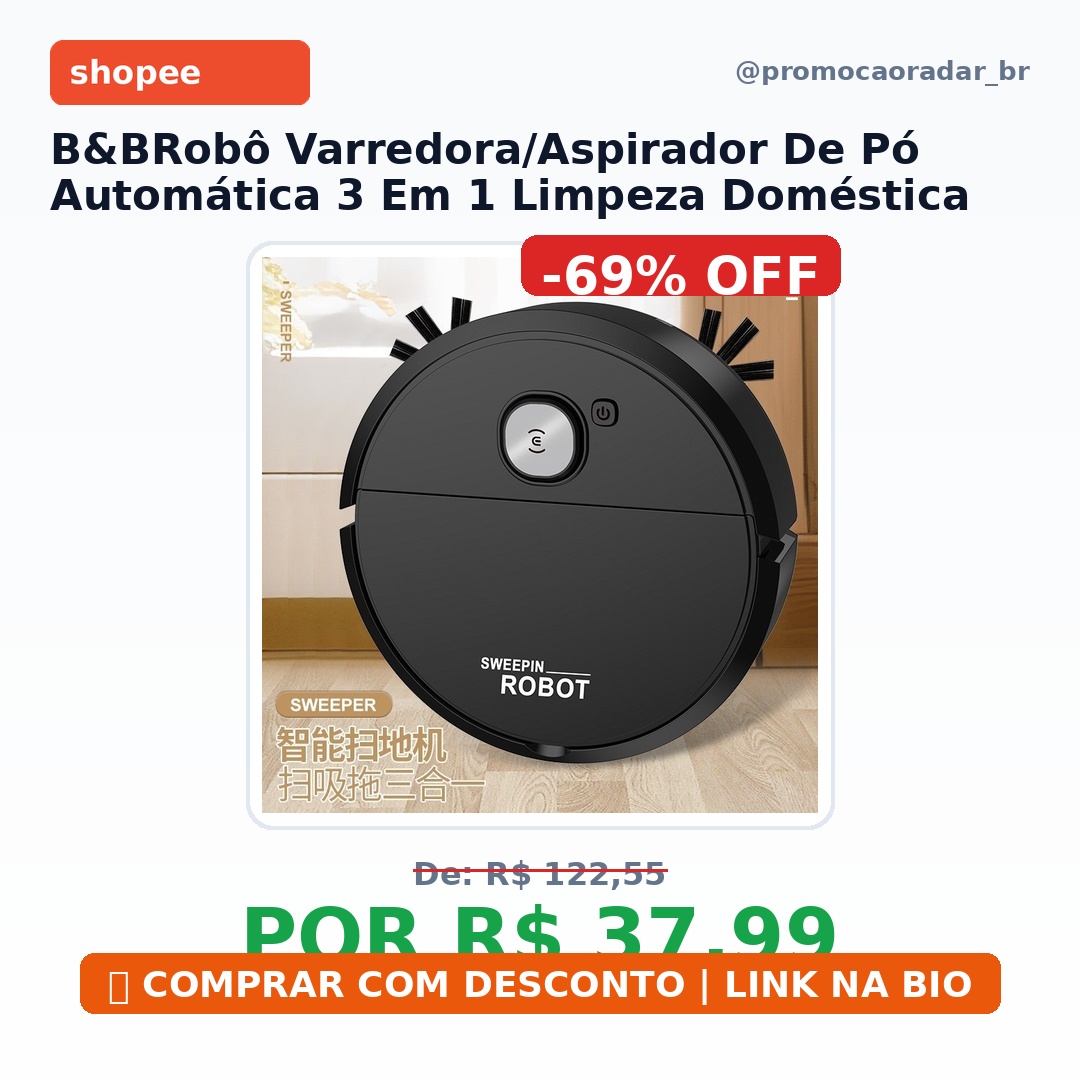 shopee
@promocaoradar_br
B&BRobô Varredora/Aspirador De Pó
Automática 3 Em 1 Limpeza Doméstica
-69% OFF
SWEEPER
SWEEPIN
ROBOT
SWEEPER
智能扫地机
扫吸拖三合一
De: R$ 122,55
POR R$ 37,99
COMPRAR COM DESCONTO | LINK NA BIO